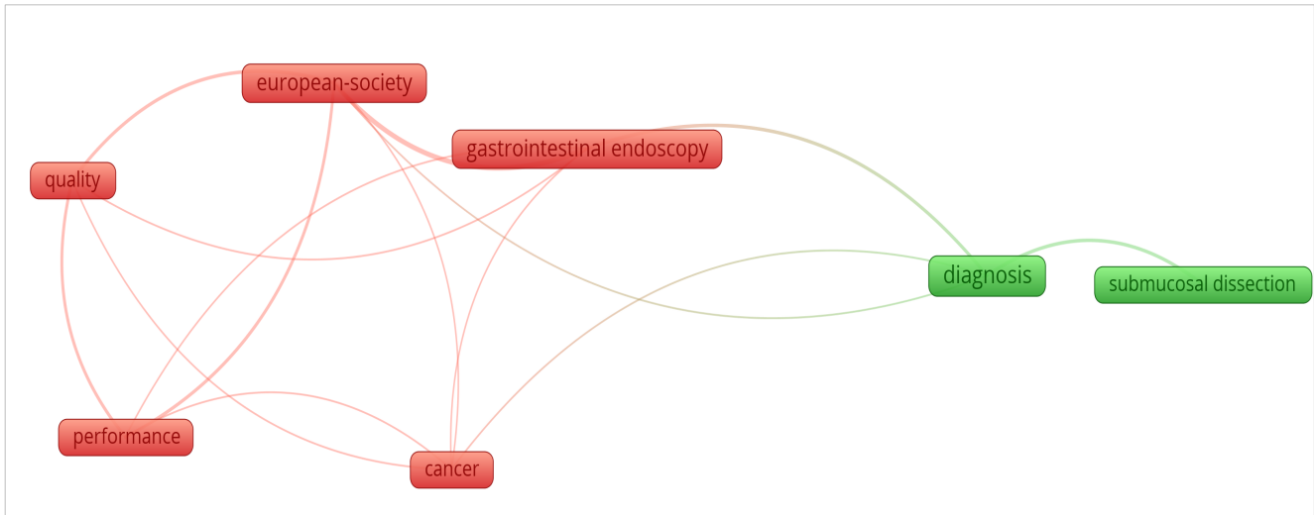 european-society
gastrointestinal endoscopy
quality
diagnosis
submucosal dissection
performance
cancer